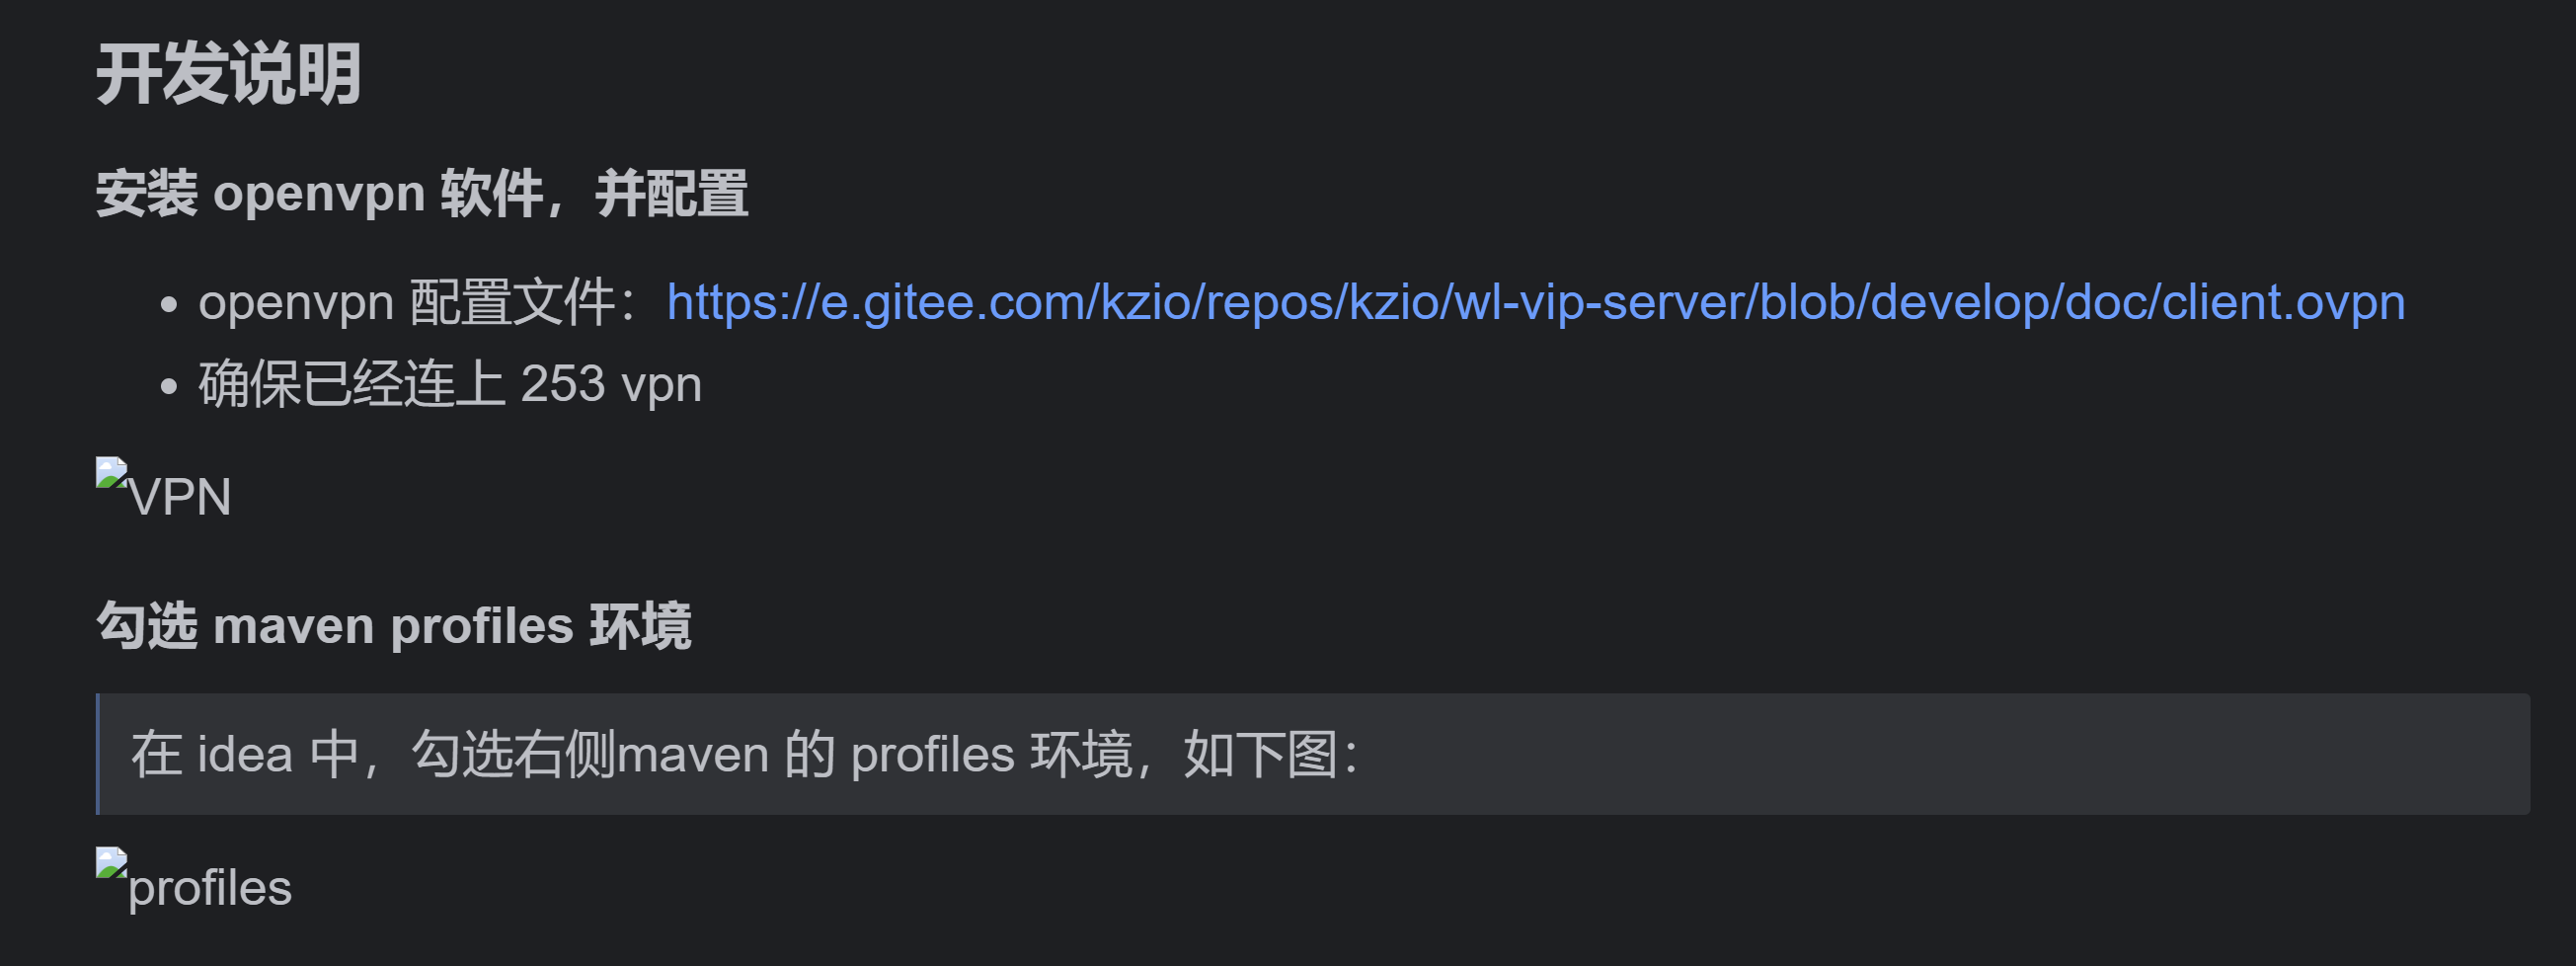 开发说明
安装 openvpn 软件，并配置
openvpn 配置文件：https://e.gitee.com/kzio/repos/kzio/wl-vip-server/blob/develop/doc/client.ovpn
确保已经连上 253 vpn
VPN
勾选 maven profiles 环境
在 idea 中，勾选右侧maven 的 profiles 环境，如下图：
profiles